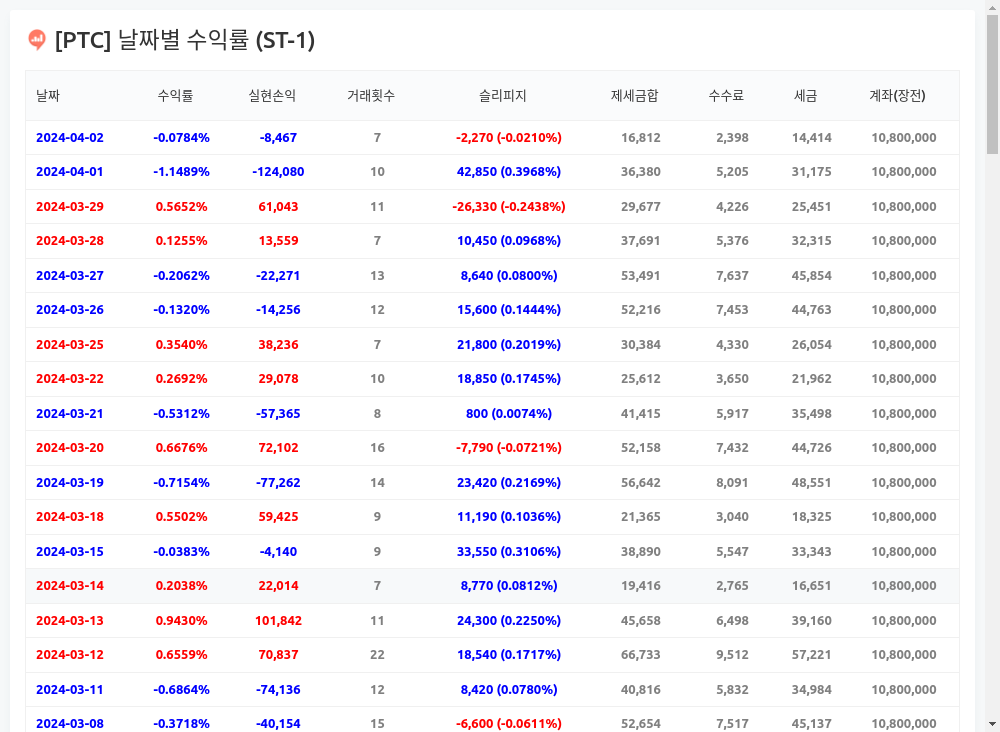 [PTC] 날짜별 수익률 (ST-1)
날짜 수익률 실현손익 거래횟수 슬리피지 제세금합 수수료 세금 계좌(장전)
2024-04-02 -0.0784% -8,467 7 -2,270 (-0.0210%) 16,812 2,398 14,414 10,800,000
2024-04-01 -1.1489% -124,080 10 42,850 (0.3968%) 36,380 5,205 31,175 10,800,000
2024-03-29 0.5652% 61,043 11 -26,330 (-0.2438%) 29,677 4,226 25,451 10,800,000
2024-03-28 0.1255% 13,559 7 10,450 (0.0968%) 37,691 5,376 32,315 10,800,000
2024-03-27 -0.2062% -22,271 13 8,640 (0.0800%) 53,491 7,637 45,854 10,800,000
2024-03-26 -0.1320% -14,256 12 15,600 (0.1444%) 52,216 7,453 44,763 10,800,000
2024-03-25 0.3540% 38,236 7 21,800 (0.2019%) 30,384 4,330 26,054 10,800,000
2024-03-22 0.2692% 29,078 10 18,850 (0.1745%) 25,612 3,650 21,962 10,800,000
2024-03-21 -0.5312% -57,365 8 800 (0.0074%) 41,415 5,917 35,498 10,800,000
2024-03-20 0.6676% 72,102 16 -7,790 (-0.0721%) 52,158 7,432 44,726 10,800,000
2024-03-19 -0.7154% -77,262 14 23,420 (0.2169%) 56,642 8,091 48,551 10,800,000
2024-03-18 0.5502% 59,425 9 11,190 (0.1036%) 21,365 3,040 18,325 10,800,000
2024-03-15 -0.0383% -4,140 9 33,550 (0.3106%) 38,890 5,547 33,343 10,800,000
2024-03-14 0.2038% 22,014 7 8,770 (0.0812%) 19,416 2,765 16,651 10,800,000
2024-03-13 0.9430% 101,842 11 24,300 (0.2250%) 45,658 6,498 39,160 10,800,000
2024-03-12 0.6559% 70,837 22 18,540 (0.1717%) 66,733 9,512 57,221 10,800,000
2024-03-11 -0.6864% -74,136 12 8,420 (0.0780%) 40,816 5,832 34,984 10,800,000
2024-03-08 -0.3718% -40,154 15 -6,600 (-0.0611%) 52,654 7,517 45,137 10,800,000